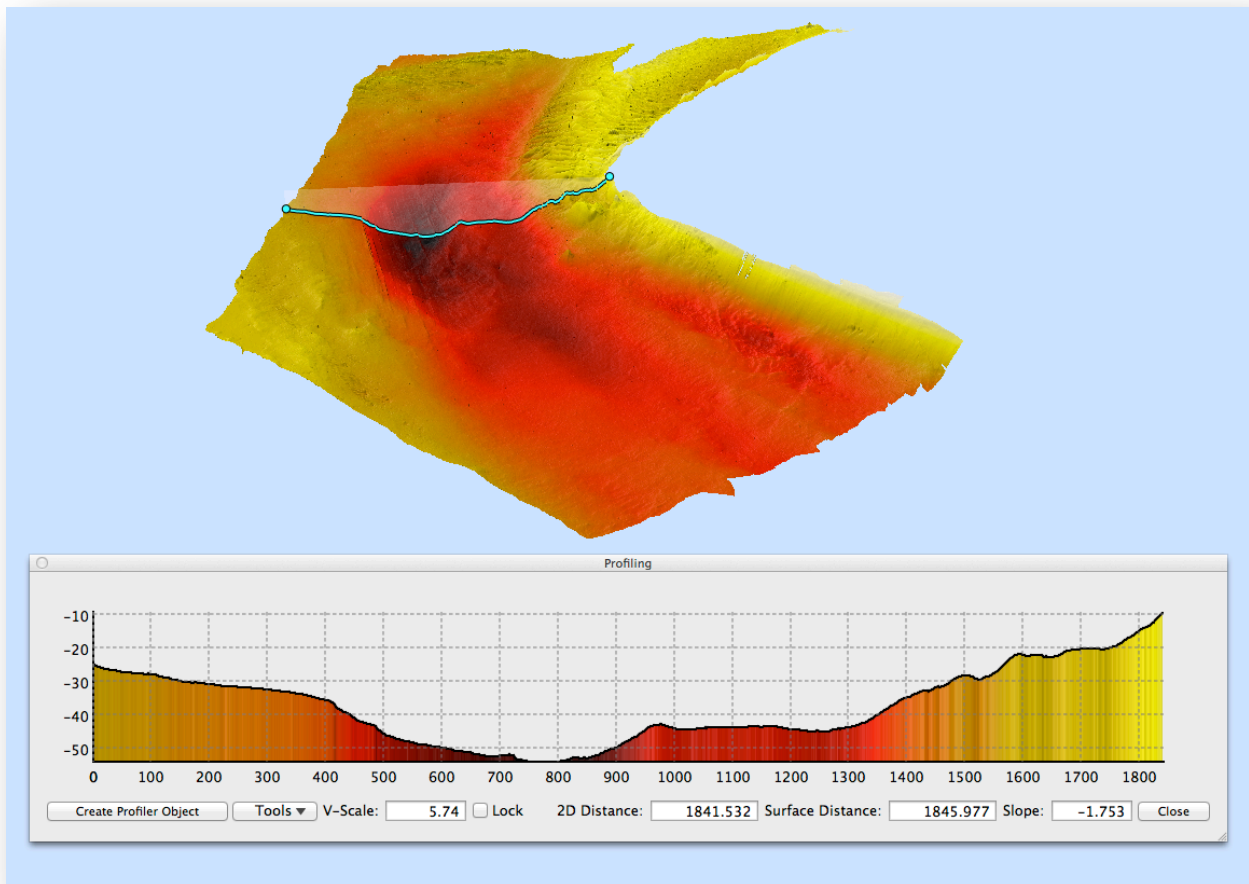 Profiling
-10
-20
-30
-40
-50
0 100 200 300 400 500 600 700 800 900 1000 1100 1200 1300 1400 1500 1600 1700 1800
Create Profiler Object Tools ▾ V-Scale: 5.74 Lock 2D Distance: 1841.532 Surface Distance: 1845.977 Slope: -1.753 Close